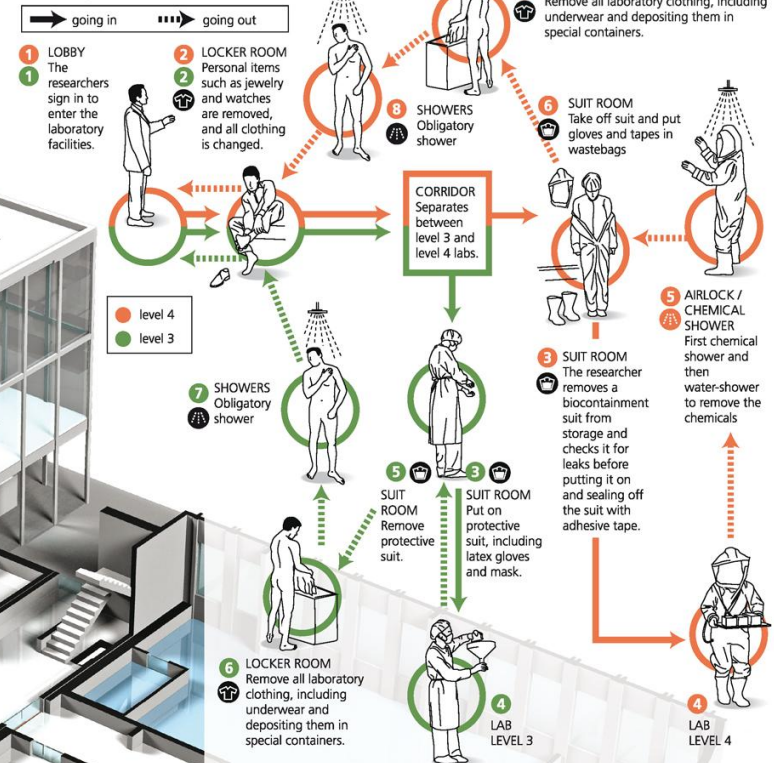 going in
going out
Remove all laboratory clothing, including
underwear and depositing them in
special containers.
1 LOBBY
1 The
researchers
sign in to
enter the
laboratory
facilities.
2 LOCKER ROOM
2 Personal items
such as jewelry
and watches
are removed,
and all clothing
is changed.
8 SHOWERS
Obligatory
shower
6 SUIT ROOM
Take off suit and put
gloves and tapes in
wastebags
CORRIDOR
Separates
between
level 3 and
level 4 labs.
level 4
level 3
5 AIRLOCK /
CHEMICAL
SHOWER
First chemical
shower and
then
water-shower
to remove the
chemicals
3 SUIT ROOM
The researcher
removes a
biocontainment
suit from
storage and
checks it for
leaks before
putting it on
and sealing off
the suit with
adhesive tape.
7 SHOWERS
Obligatory
shower
5
SUIT
ROOM
Remove
protective
suit.
3
SUIT ROOM
Put on
protective
suit, including
latex gloves
and mask.
6 LOCKER ROOM
Remove all laboratory
clothing, including
underwear and
depositing them in
special containers.
4
LAB
LEVEL 3
4
LAB
LEVEL 4